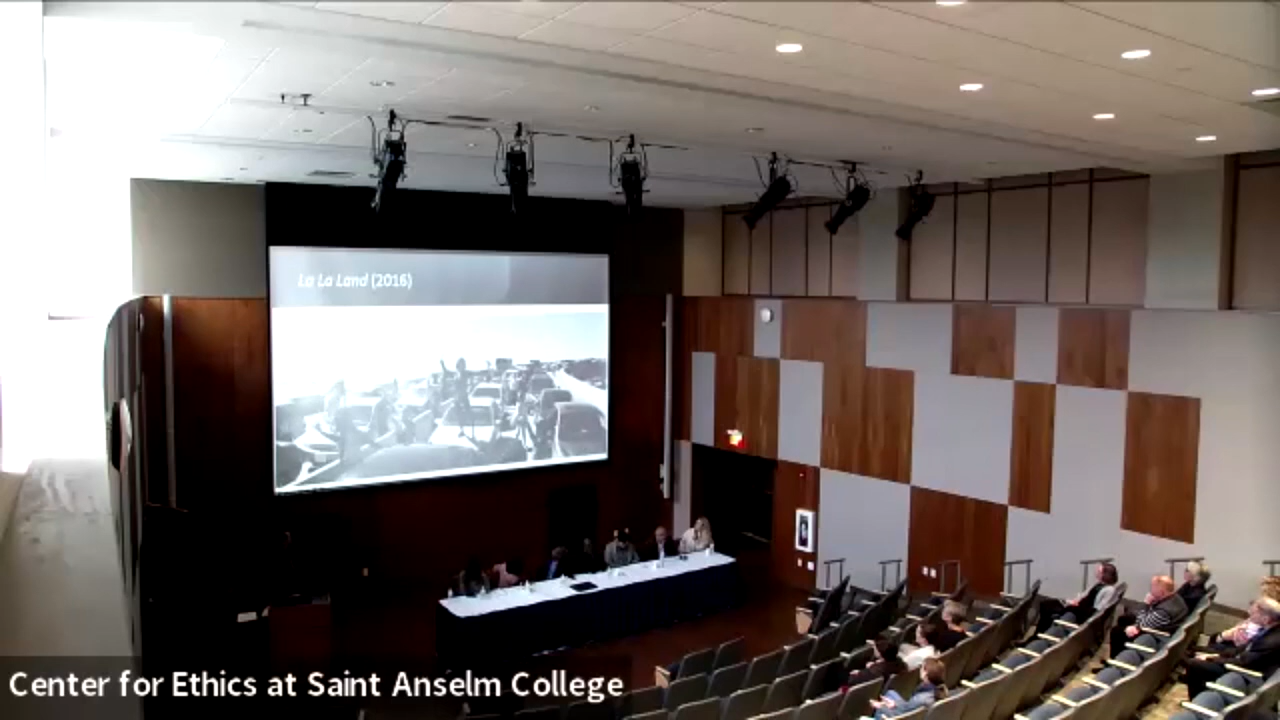 La La Land (2016)
Center for Ethics at Saint Anselm College